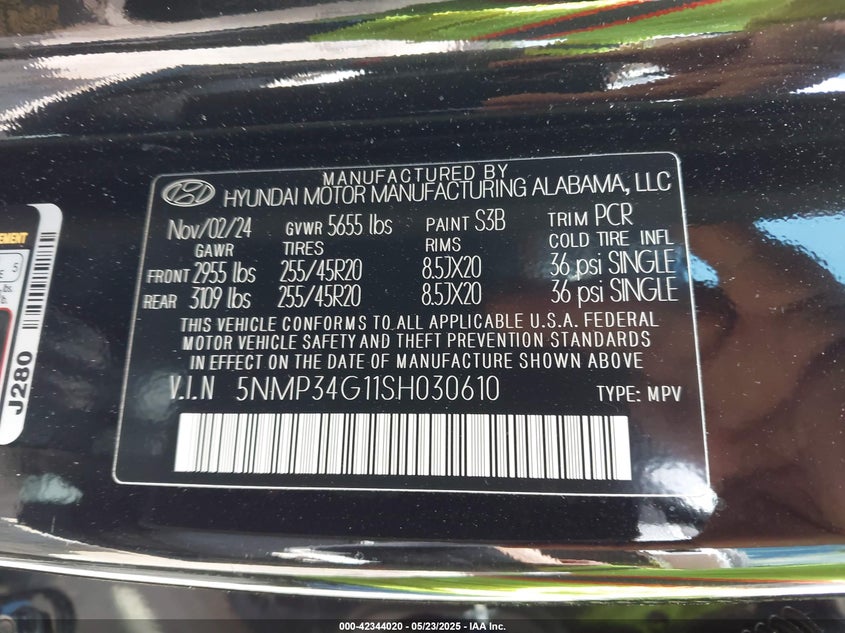 MANUFACTURED BY
HYUNDAI MOTOR MANUFACTURING ALABAMA, LLC
Nov/02/24 GVWR 5655 lbs PAINT S3B TRIM PCR
GAWR TIRES RIMS COLD TIRE INFL
FRONT 2955 lbs 255/45R20 8.5JX20 36 psi SINGLE
REAR 3109 lbs 255/45R20 8.5JX20 36 psi SINGLE
THIS VEHICLE CONFORMS TO ALL APPLICABLE U.S.A. FEDERAL
MOTOR VEHICLE SAFETY AND THEFT PREVENTION STANDARDS
IN EFFECT ON THE DATE OF MANUFACTURE SHOWN ABOVE
V.I.N 5NMP34G11SH030610 TYPE: MPV
5
lbs.
J280
000-42344020 - 05/23/2025 - IAA Inc.